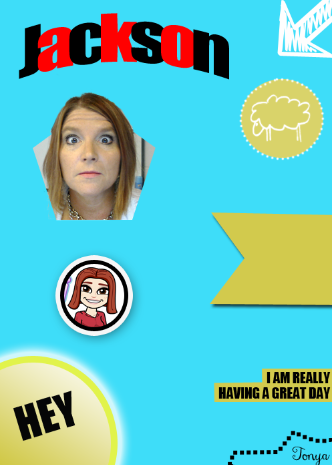 Jackson
I AM REALLY
HAVING A GREAT DAY
HEY
Tonya